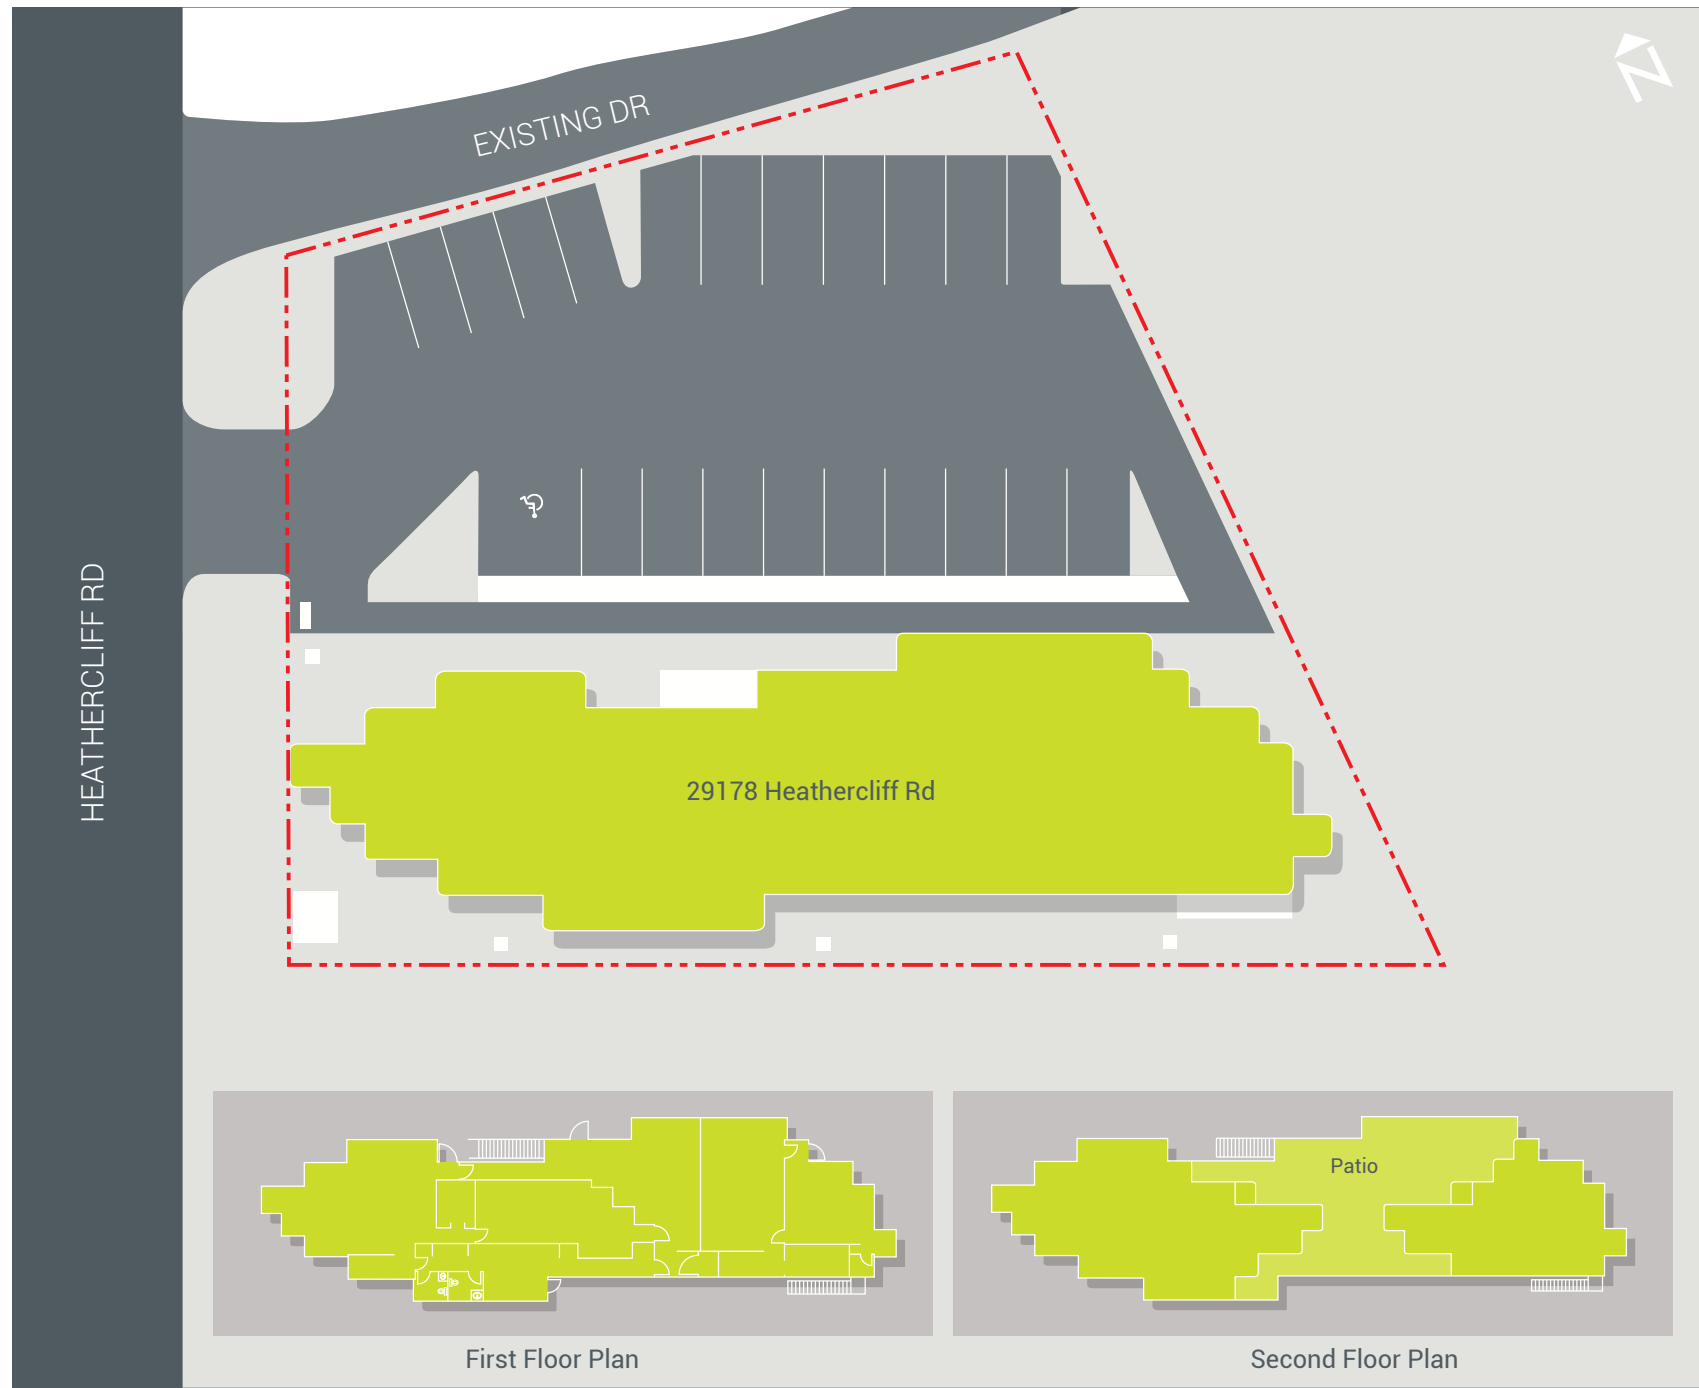 EXISTING DR
N
HEATHERCLIFF RD
29178 Heathercliff Rd
Patio
First Floor Plan
Second Floor Plan